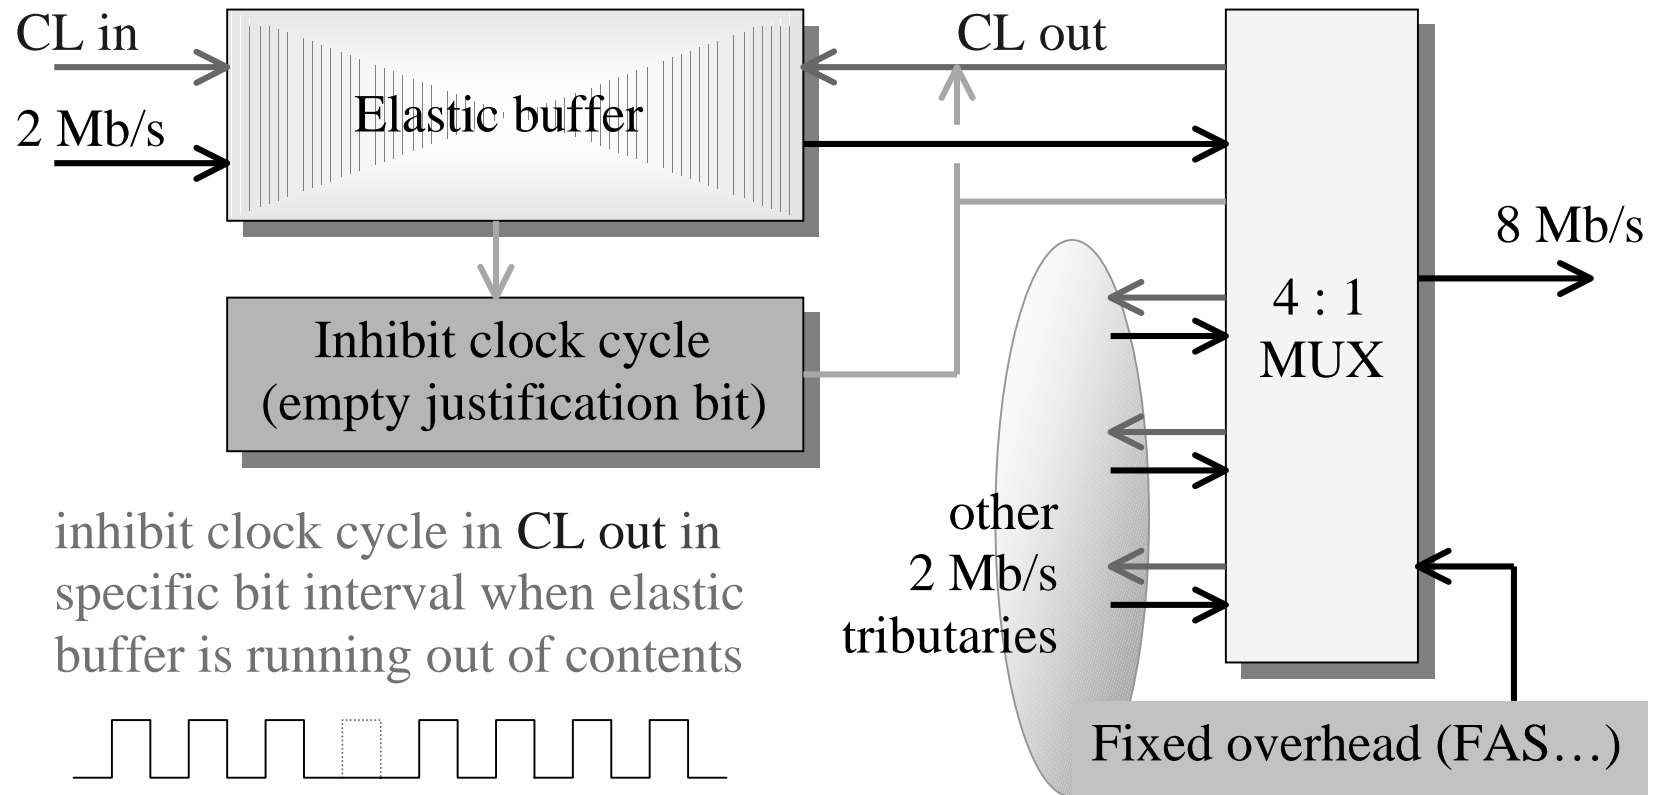 CL in
2 Mb/s
Elastic buffer
CL out
8 Mb/s
4 : 1
MUX
Inhibit clock cycle
(empty justification bit)
inhibit clock cycle in CL out in
specific bit interval when elastic
buffer is running out of contents
other
2 Mb/s
tributaries
Fixed overhead (FAS…)